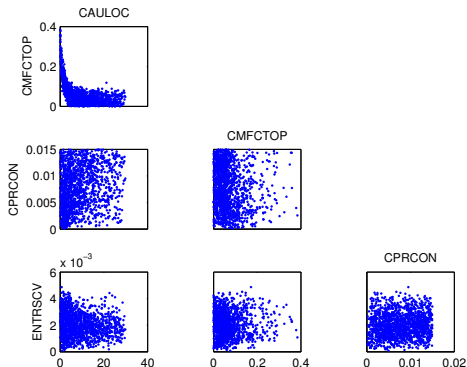 CAULOC
0.4
0.2
0
CMFCTOP
CMFCTOP
0.015
0.01
0.005
0
CPRCON
CPRCON
x 10⁻³
6
4
2
0
ENTRSCV
0 20 40
0 0.2 0.4
0 0.01 0.02